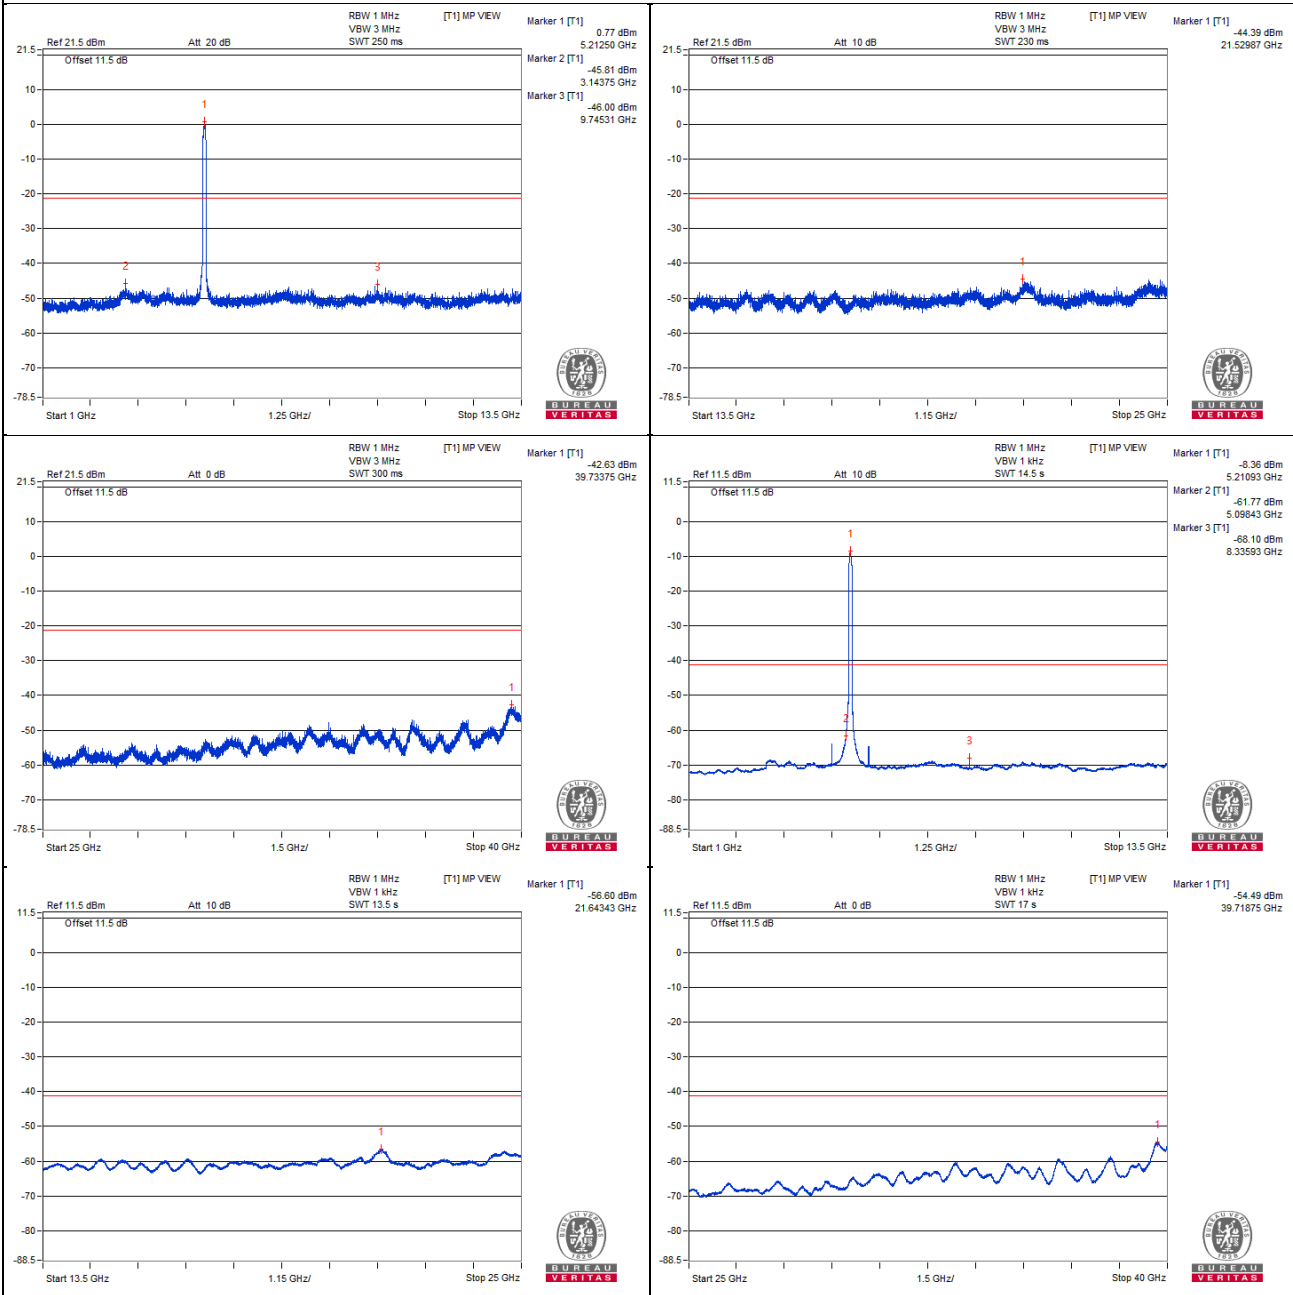 RBW 1 MHz [T1] MP VIEW
VBW 3 MHz
Ref 21.5 dBm Att 20 dB SWT 250 ms
Marker 1 [T1]
0.77 dBm
5.21250 GHz
Marker 2 [T1]
-45.81 dBm
3.14375 GHz
Marker 3 [T1]
-46.00 dBm
9.74531 GHz
21.5
Offset 11.5 dB
10
0
-10
-20
-30
-40
-50
-60
-70
-78.5
1
2
3
Start 1 GHz 1.25 GHz/ Stop 13.5 GHz
BUREAU VERITAS
1828
BUREAU
VERITAS
RBW 1 MHz [T1] MP VIEW
VBW 3 MHz
Ref 21.5 dBm Att 10 dB SWT 230 ms
Marker 1 [T1]
-44.39 dBm
21.52987 GHz
21.5
Offset 11.5 dB
10
0
-10
-20
-30
-40
-50
-60
-70
-78.5
1
Start 13.5 GHz 1.15 GHz/ Stop 25 GHz
BUREAU VERITAS
1828
BUREAU
VERITAS
RBW 1 MHz [T1] MP VIEW
VBW 3 MHz
Ref 21.5 dBm Att 0 dB SWT 300 ms
Marker 1 [T1]
-42.63 dBm
39.73375 GHz
21.5
Offset 11.5 dB
10
0
-10
-20
-30
-40
-50
-60
-70
-78.5
1
Start 25 GHz 1.5 GHz/ Stop 40 GHz
BUREAU VERITAS
1828
BUREAU
VERITAS
RBW 1 MHz [T1] MP VIEW
VBW 1 kHz
Ref 11.5 dBm Att 10 dB SWT 14.5 s
Marker 1 [T1]
-8.36 dBm
5.21093 GHz
Marker 2 [T1]
-61.77 dBm
5.09843 GHz
Marker 3 [T1]
-68.10 dBm
8.33593 GHz
11.5
Offset 11.5 dB
0
-10
-20
-30
-40
-50
-60
-70
-80
-88.5
1
2
3
Start 1 GHz 1.25 GHz/ Stop 13.5 GHz
BUREAU VERITAS
1828
BUREAU
VERITAS
RBW 1 MHz [T1] MP VIEW
VBW 1 kHz
Ref 11.5 dBm Att 10 dB SWT 13.5 s
Marker 1 [T1]
-56.60 dBm
21.64343 GHz
11.5
Offset 11.5 dB
0
-10
-20
-30
-40
-50
-60
-70
-80
-88.5
1
Start 13.5 GHz 1.15 GHz/ Stop 25 GHz
BUREAU VERITAS
1828
BUREAU
VERITAS
RBW 1 MHz [T1] MP VIEW
VBW 1 kHz
Ref 11.5 dBm Att 0 dB SWT 17 s
Marker 1 [T1]
-54.49 dBm
39.71875 GHz
11.5
Offset 11.5 dB
0
-10
-20
-30
-40
-50
-60
-70
-80
-88.5
1
Start 25 GHz 1.5 GHz/ Stop 40 GHz
BUREAU VERITAS
1828
BUREAU
VERITAS